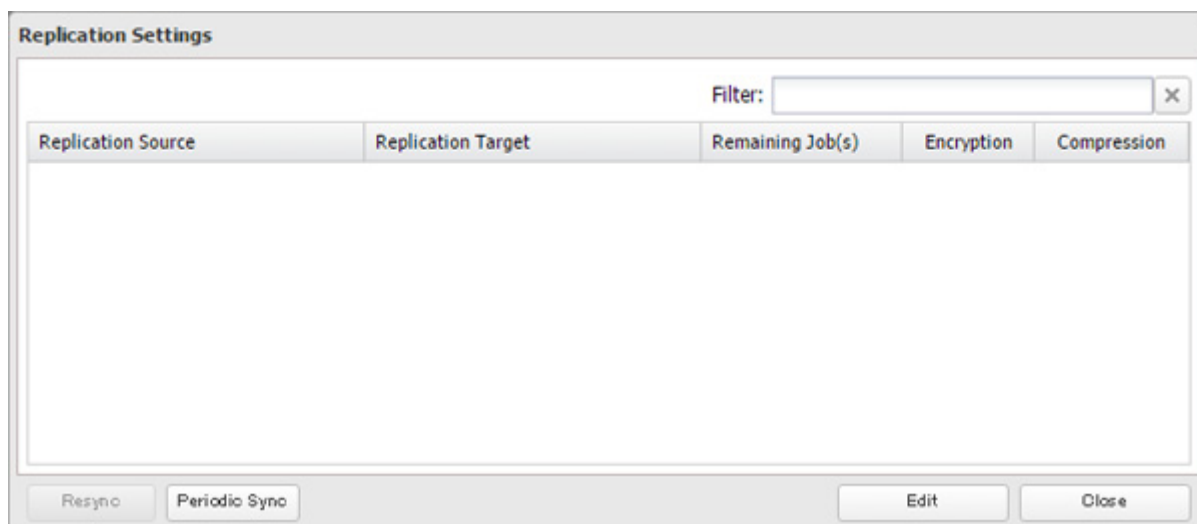 Replication Settings
Filter:
Replication Source Replication Target Remaining Job(s) Encryption Compression
Resync Periodic Sync Edit Close